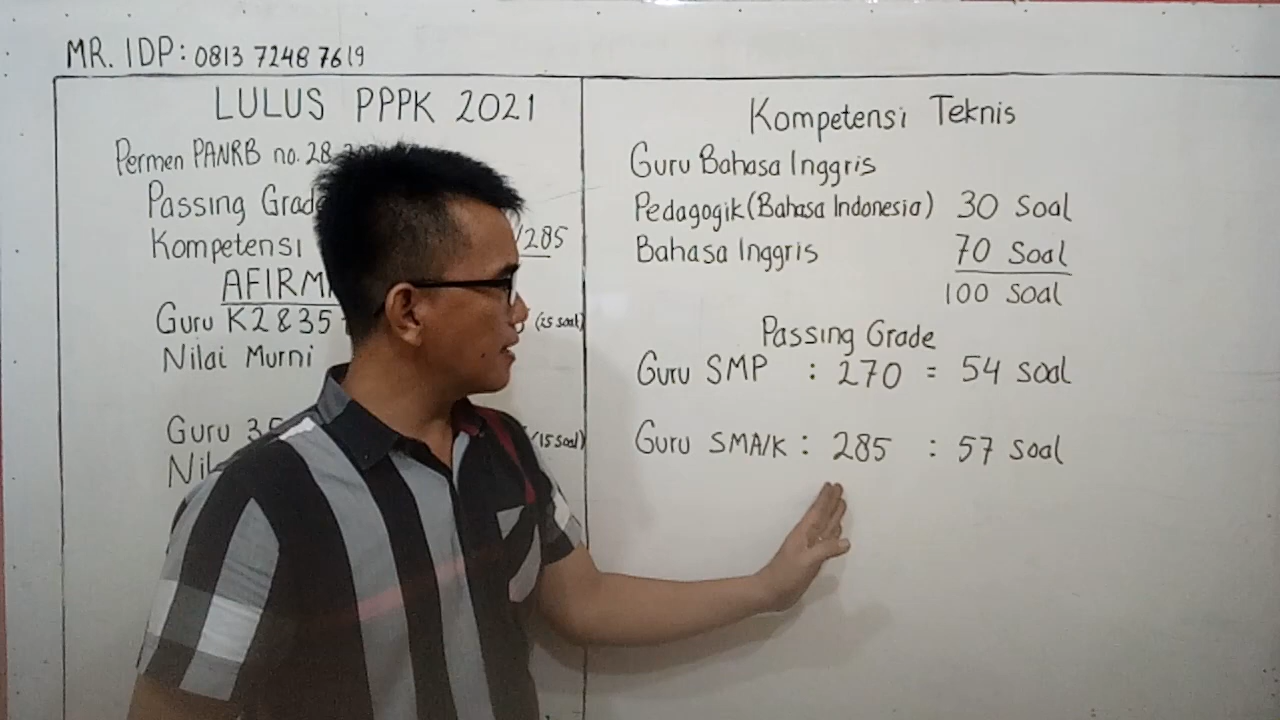 MR. IDP: 0813 7248 7619
LULUS PPPK 2021
Permen PANRB no. 28
Passing Grade
Kompetensi /285
AFIRM
Guru K2 & 35 (25 soal)
Nilai Murni
Guru 35 /15 soal)
Kompetensi Teknis
Guru Bahasa Inggris
Pedagogik (Bahasa Indonesia) 30 Soal
Bahasa Inggris 70 Soal
100 Soal
Passing Grade
Guru SMP : 270 = 54 soal
Guru SMA/K : 285 : 57 soal